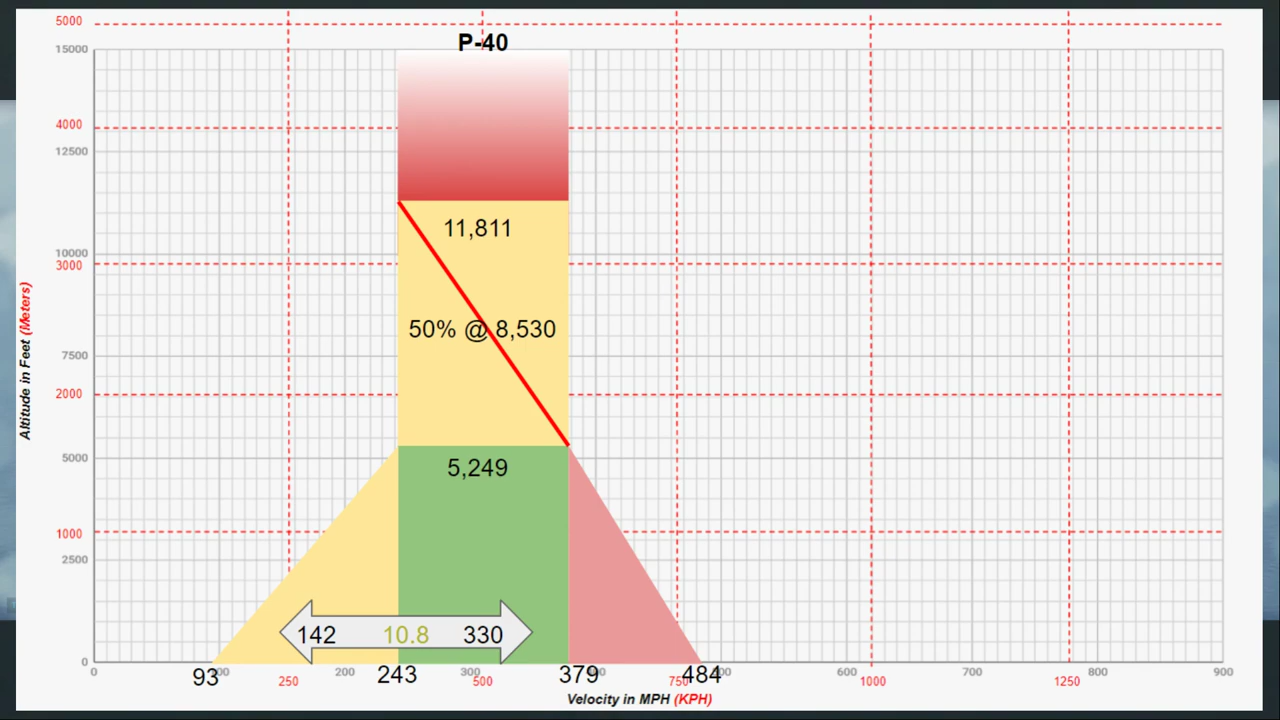 5000
P-40
15000
4000
12500
11,811
10000
3000
50% @ 8,530
7500
2000
5,249
5000
1000
2500
142 10.8 330
0
0 200 300 600 700 800 900
93 243 379 484
250 500 750 1000 1250
Velocity in MPH (KPH)
Altitude in Feet (Meters)